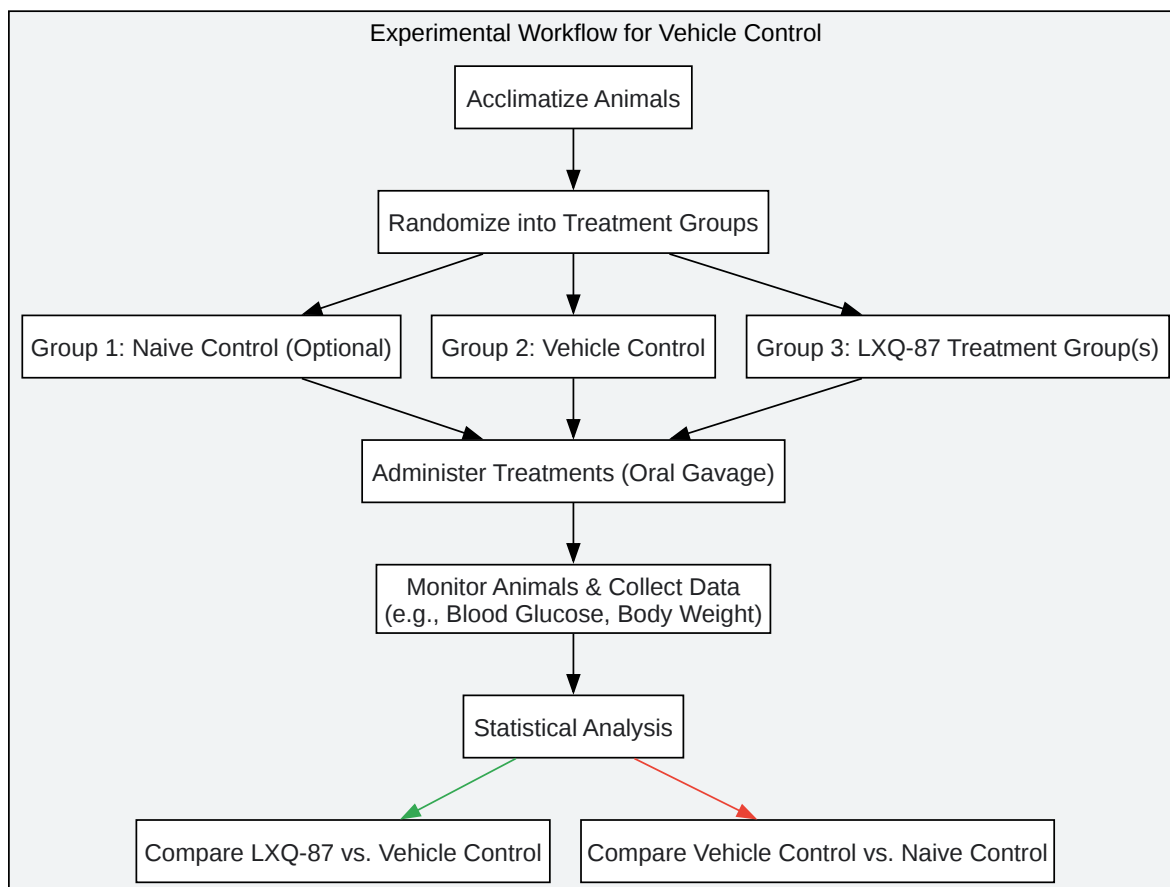 Experimental Workflow for Vehicle Control
Acclimatize Animals
Randomize into Treatment Groups
Group 1: Naive Control (Optional)
Group 2: Vehicle Control
Group 3: LXQ-87 Treatment Group(s)
Administer Treatments (Oral Gavage)
Monitor Animals & Collect Data
(e.g., Blood Glucose, Body Weight)
Statistical Analysis
Compare LXQ-87 vs. Vehicle Control
Compare Vehicle Control vs. Naive Control